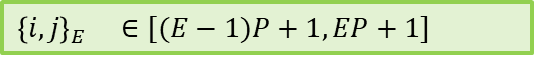 {i, j}_E ∈ [(E − 1)P + 1, EP + 1]